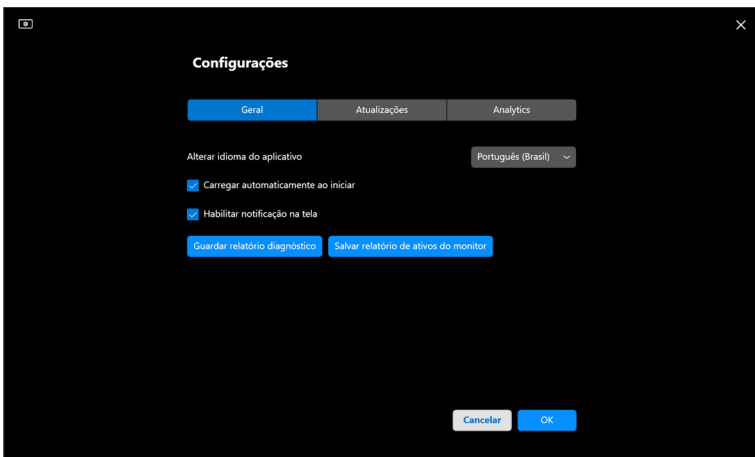 Configurações
Geral Atualizações Analytics
Alterar idioma do aplicativo Português (Brasil)
Carregar automaticamente ao iniciar
Habilitar notificação na tela
Guardar relatório diagnóstico Salvar relatório de ativos do monitor
Cancelar OK